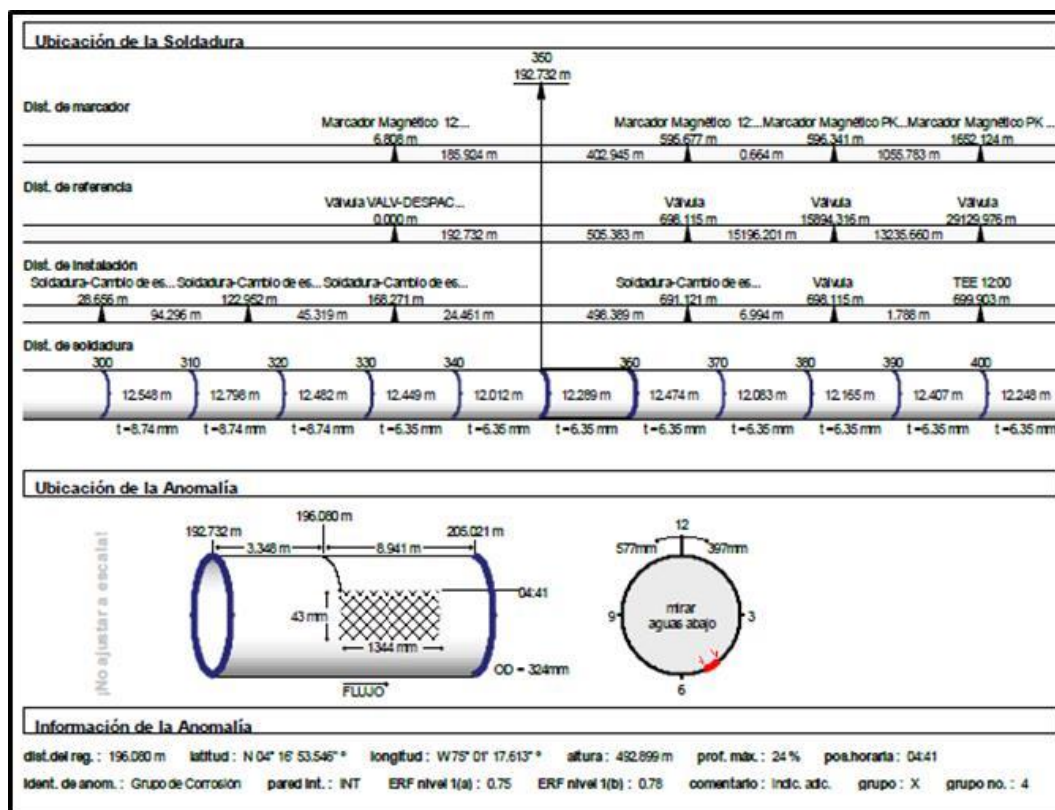 Ubicación de la Soldadura
350
192.732 m
Dist. de marcador
Marcador Magnético 12:... Marcador Magnético 12:... Marcador Magnético PK... Marcador Magnético PK ...
6.808 m 595.677 m 596.341 m 1652.124 m
185.924 m 402.945 m 0.664 m 1055.783 m
Dist. de referencia
Válvula VALV-DESPAC... Válvula Válvula Válvula
0.000 m 698.115 m 15894.316 m 29129.976 m
192.732 m 505.383 m 15196.201 m 13235.660 m
Dist. de instalación
Soldadura-Cambio de es... Soldadura-Cambio de es... Soldadura-Cambio de es... Soldadura-Cambio de es... Válvula TEE 12:00
28.656 m 122.952 m 168.271 m 691.121 m 698.115 m 699.903 m
94.296 m 45.319 m 24.461 m 498.389 m 6.994 m 1.788 m
Dist. de soldadura
300 310 320 330 340 360 370 380 390 400
12.548 m 12.798 m 12.482 m 12.449 m 12.012 m 12.289 m 12.474 m 12.083 m 12.165 m 12.407 m 12.248 m
t =8.74 mm t =8.74 mm t =8.74 mm t =6.35 mm t =6.35 mm t =6.35 mm t =6.35 mm t =6.35 mm t =6.35 mm t =6.35 mm t =6.35 mm
Ubicación de la Anomalía
¡No ajustar a escala!
196.080 m
192.732 m 205.021 m
3.348 m 8.941 m
04:41
43 mm
1344 mm
OD = 324mm
FLUJO
12
577mm 397mm
9 mirar 3
aguas abajo
6
Información de la Anomalía
dist.del reg. : 196.080 m latitud : N 04° 16' 53.546" ° longitud : W75° 01' 17.613" ° altura : 492.899 m prof. máx. : 24 % pos.horaria : 04:41
ident. de anom. : Grupo de Corrosión pared int. : INT ERF nivel 1(a) : 0.75 ERF nivel 1(b) : 0.78 comentario : indic. adic. grupo : X grupo no. : 4